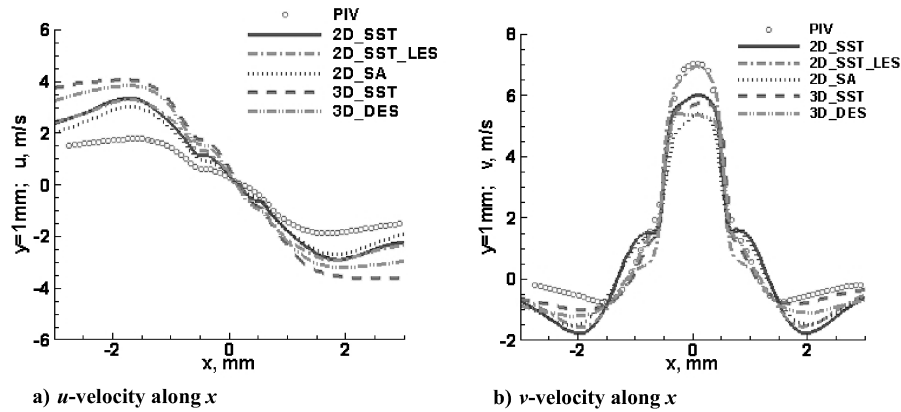 a)
PIV
2D_SST
2D_SST_LES
2D_SA
3D_SST
3D_DES
6
4
2
0
-2
-4
-6
y=1mm; u, m/s
-2
0
2
x, mm
a) u-velocity along x
b)
PIV
2D_SST
2D_SST_LES
2D_SA
3D_SST
3D_DES
8
6
4
2
0
-2
y=1mm; v, m/s
-2
0
2
x, mm
b) v-velocity along x